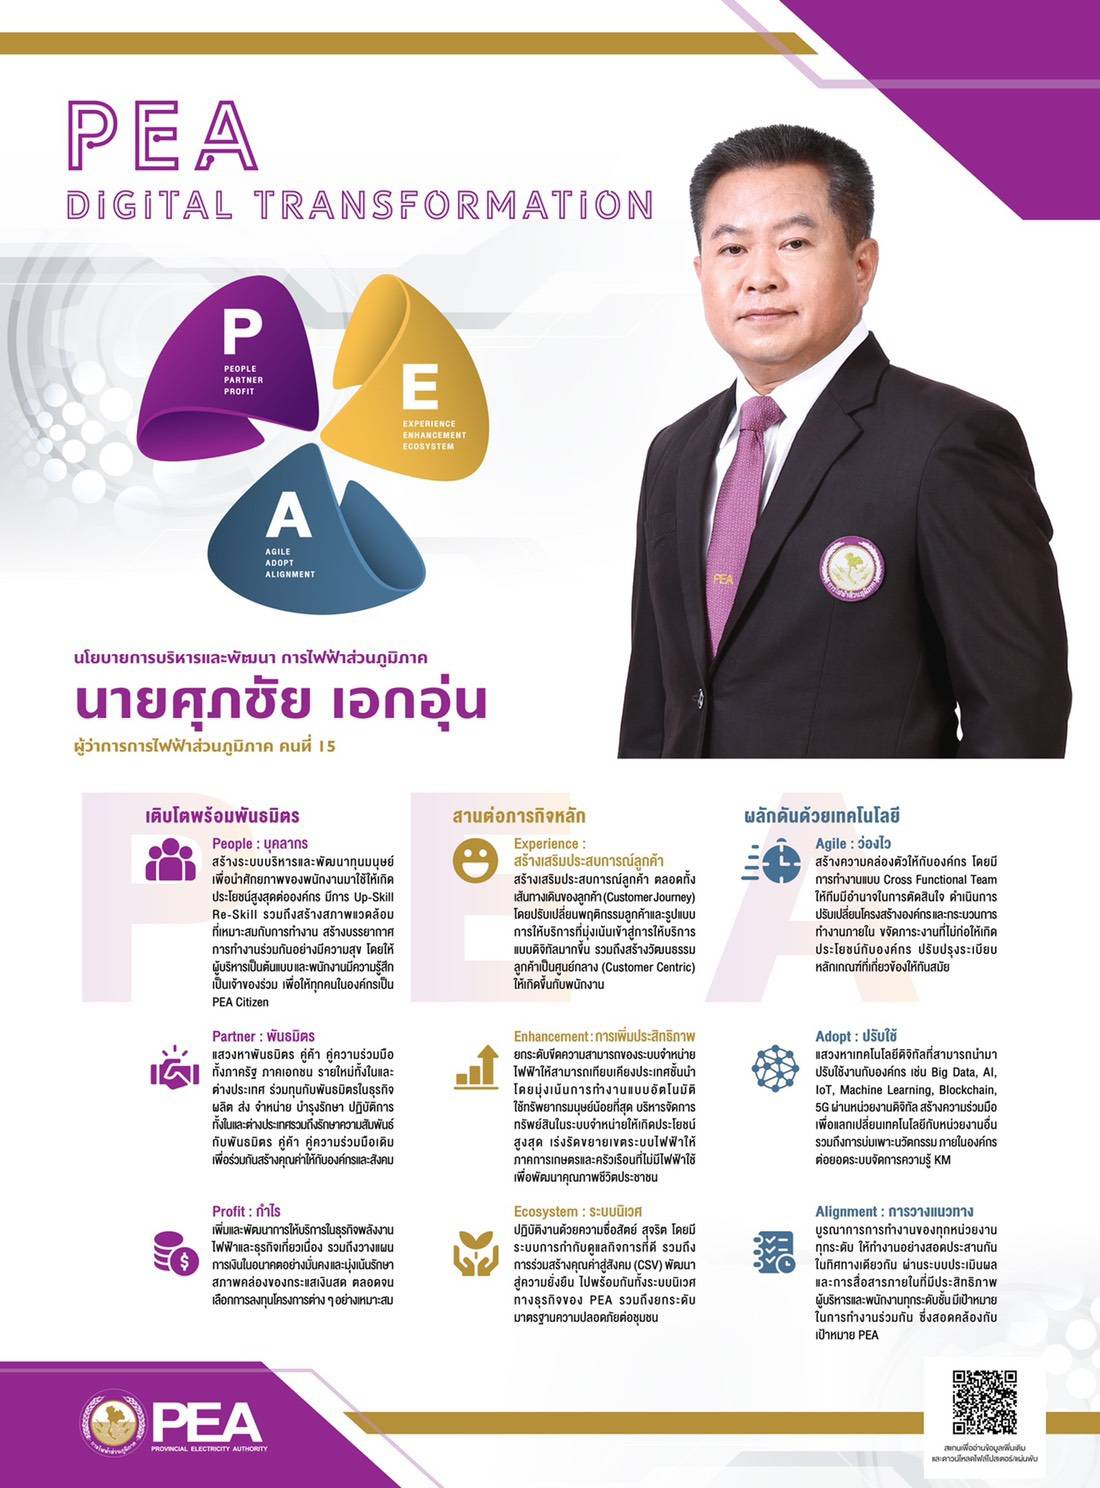 PEA
DiGiTAL TRANSFORMATiON
P
PEOPLE
PARTNER
PROFIT
E
EXPERIENCE
ENHANCEMENT
ECOSYSTEM
A
AGILE
ADOPT
ALIGNMENT
PEA
การไฟฟ้าส่วนภูมิภาค
นโยบายการบริหารและพัฒนา การไฟฟ้าส่วนภูมิภาค
นายศุภชัย เอกอุ่น
ผู้ว่าการการไฟฟ้าส่วนภูมิภาค คนที่ 15
PEA
เติบโตพร้อมพันธมิตร
People : บุคลากร
สร้างระบบบริหารและพัฒนาทุนมนุษย์
เพื่อนำศักยภาพของพนักงานมาใช้ให้เกิด
ประโยชน์สูงสุดต่อองค์กร มีการ Up-Skill
Re-Skill รวมถึงสร้างสภาพแวดล้อม
ที่เหมาะสมกับการทำงาน สร้างบรรยากาศ
การทำงานร่วมกันอย่างมีความสุข โดยให้
ผู้บริหารเป็นต้นแบบ และพนักงานมีความรู้สึก
เป็นเจ้าของร่วม เพื่อให้ทุกคนในองค์กรเป็น
PEA Citizen
Partner : พันธมิตร
แสวงหาพันธมิตร คู่ค้า คู่ความร่วมมือ
ทั้งภาครัฐ ภาคเอกชน รายใหม่ทั้งในและ
ต่างประเทศ ร่วมทุนกับพันธมิตรในธุรกิจ
ผลิต ส่ง จำหน่าย บำรุงรักษา ปฏิบัติการ
ทั้งในและต่างประเทศรวมถึงรักษาความสัมพันธ์
กับพันธมิตร คู่ค้า คู่ความร่วมมือเดิม
เพื่อร่วมกันสร้างคุณค่าให้กับองค์กรและสังคม
Profit : กำไร
เพิ่มและพัฒนาการให้บริการในธุรกิจพลังงาน
ไฟฟ้าและธุรกิจเกี่ยวเนื่อง รวมถึงวางแผน
การเงินในอนาคตอย่างมั่นคงและมุ่งเน้นรักษา
สภาพคล่องของกระแสเงินสด ตลอดจน
เลือกการลงทุนโครงการต่าง ๆ อย่างเหมาะสม
สานต่อภารกิจหลัก
Experience :
สร้างเสริมประสบการณ์ลูกค้า
สร้างเสริมประสบการณ์ลูกค้า ตลอดทั้ง
เส้นทางเดินของลูกค้า (Customer Journey)
โดยปรับเปลี่ยนพฤติกรรมลูกค้าและรูปแบบ
การให้บริการที่มุ่งเน้นเข้าสู่การให้บริการ
แบบดิจิทัลมากขึ้น รวมถึงสร้างวัฒนธรรม
ลูกค้าเป็นศูนย์กลาง (Customer Centric)
ให้เกิดขึ้นกับพนักงาน
Enhancement : การเพิ่มประสิทธิภาพ
ยกระดับขีดความสามารถของระบบจำหน่าย
ไฟฟ้าให้สามารถเทียบเคียงประเทศชั้นนำ
โดยมุ่งเน้นการทำงานแบบอัตโนมัติ
ใช้ทรัพยากรมนุษย์น้อยที่สุด บริหารจัดการ
ทรัพย์สินในระบบจำหน่ายให้เกิดประโยชน์
สูงสุด เร่งรัดขยายเขตระบบไฟฟ้าให้
ภาคการเกษตรและครัวเรือนที่ไม่มีไฟฟ้าใช้
เพื่อพัฒนาคุณภาพชีวิตประชาชน
Ecosystem : ระบบนิเวศ
ปฏิบัติงานด้วยความซื่อสัตย์ สุจริต โดยมี
ระบบการกำกับดูแลกิจการที่ดี รวมถึง
การร่วมสร้างคุณค่าสู่สังคม (CSV) พัฒนา
สู่ความยั่งยืน ไปพร้อมกันทั้งระบบนิเวศ
ทางธุรกิจของ PEA รวมถึงยกระดับ
มาตรฐานความปลอดภัยต่อชุมชน
ผลักดันด้วยเทคโนโลยี
Agile : ว่องไว
สร้างความคล่องตัวให้กับองค์กร โดยมี
การทำงานแบบ Cross Functional Team
ให้ทีมมีอำนาจในการตัดสินใจ ดำเนินการ
ปรับเปลี่ยนโครงสร้างองค์กรและกระบวนการ
ทำงานภายใน ขจัดภาระงานที่ไม่ก่อให้เกิด
ประโยชน์กับองค์กร ปรับปรุงระเบียบ
หลักเกณฑ์ที่เกี่ยวข้องให้ทันสมัย
Adopt : ปรับใช้
แสวงหาเทคโนโลยีดิจิทัลที่สามารถนำมา
ปรับใช้งานกับองค์กร เช่น Big Data, AI,
IoT, Machine Learning, Blockchain,
5G ผ่านหน่วยงานดิจิทัล สร้างความร่วมมือ
เพื่อแลกเปลี่ยนเทคโนโลยีกับหน่วยงานอื่น
รวมถึงการบ่มเพาะนวัตกรรม ภายในองค์กร
ต่อยอดระบบจัดการความรู้ KM
Alignment : การวางแนวทาง
บูรณาการการทำงานของทุกหน่วยงาน
ทุกระดับ ให้ทำงานอย่างสอดประสานกัน
ในทิศทางเดียวกัน ผ่านระบบประเมินผล
และการสื่อสารภายในที่มีประสิทธิภาพ
ผู้บริหารและพนักงานทุกระดับชั้น มีเป้าหมาย
ในการทำงานร่วมกัน ซึ่งสอดคล้องกับ
เป้าหมาย PEA
การไฟฟ้าส่วนภูมิภาค
PEA
PROVINCIAL ELECTRICITY AUTHORITY
สแกนเพื่ออ่านข้อมูลเพิ่มเติม
และดาวน์โหลดไฟล์โปสเตอร์/แผ่นพับ